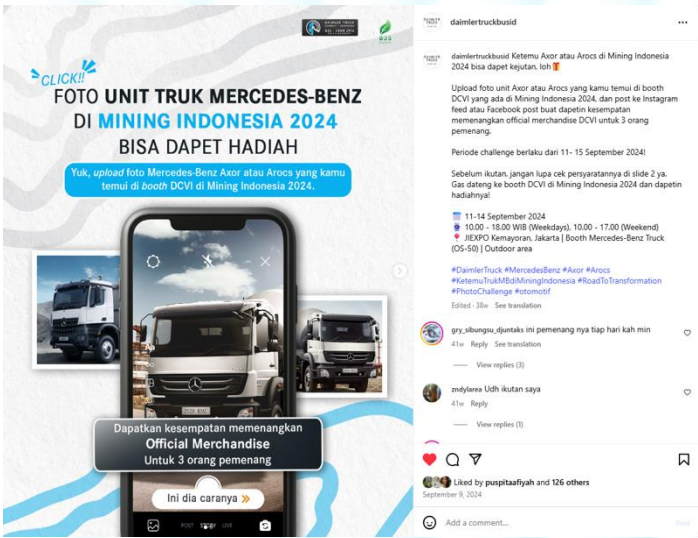 CLICK!!
FOTO UNIT TRUK MERCEDES-BENZ
DI MINING INDONESIA 2024
BISA DAPET HADIAH
Yuk, upload foto Mercedes-Benz Axor atau Arocs yang kamu
temui di booth DCVI di Mining Indonesia 2024.
Dapatkan kesempatan memenangkan
Official Merchandise
Untuk 3 orang pemenang
Ini dia caranya »
POST STORY LIVE
daimlertruckbusid
daimlertruckbusid Ketemu Axor atau Arocs di Mining Indonesia
2024 bisa dapet kejutan, loh🎁
Upload foto unit Axor atau Arocs yang kamu temui di booth
DCVI yang ada di Mining Indonesia 2024, dan post ke Instagram
feed atau Facebook post buat dapetin kesempatan
memenangkan official merchandise DCVI untuk 3 orang
pemenang.
Periode challenge berlaku dari 11- 15 September 2024!
Sebelum ikutan, jangan lupa cek persyaratannya di slide 2 ya.
Gas dateng ke booth DCVI di Mining Indonesia 2024 dan dapetin
hadiahnya!
🗓️ 11-14 September 2024
10.00 - 18.00 WIB (Weekdays), 10.00 - 17.00 (Weekend)
📍 JIEXPO Kemayoran, Jakarta | Booth Mercedes-Benz Truck
(OS-50) | Outdoor area
#DaimlerTruck #MercedesBenz #Axor #Arocs
#KetemuTrukMBdiMiningIndonesia #RoadToTransformation
#PhotoChallenge #otomotif
Edited · 38w See translation
gry_sibungsu_djuntaks ini pemenang nya tiap hari kah min
41w Reply See translation
View replies (3)
zndylarea Udh ikutan saya
41w Reply
View replies (1)
Liked by puspitaafiyah and 126 others
September 9, 2024
Add a comment...
Post